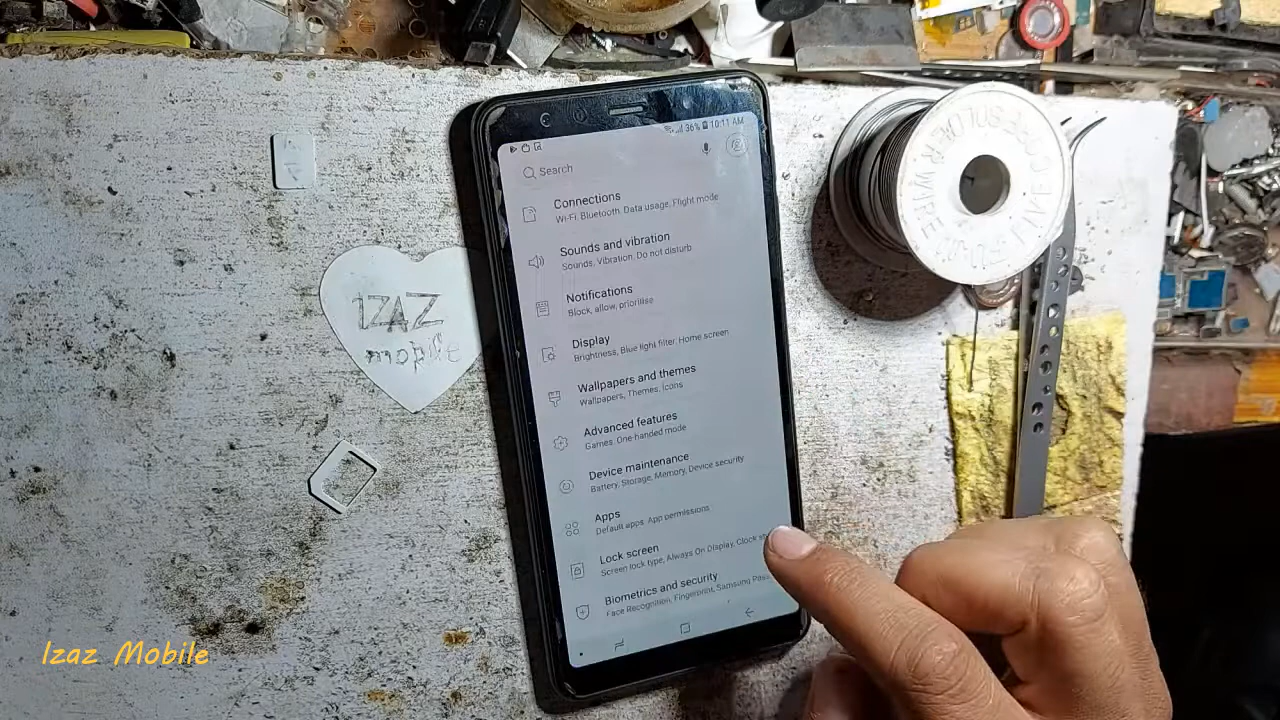 36% 10:11 AM
Search
Connections
Wi-Fi, Bluetooth, Data usage, Flight mode
Sounds and vibration
Sounds, Vibration, Do not disturb
Notifications
Block, allow, prioritise
Display
Brightness, Blue light filter, Home screen
Wallpapers and themes
Wallpapers, Themes, Icons
Advanced features
Games, One-handed mode
Device maintenance
Battery, Storage, Memory, Device security
Apps
Default apps, App permissions
Lock screen
Screen lock type, Always On Display, Clock
Biometrics and security
Face Recognition, Fingerprint, Samsung
IZAZ
mobile
SOLDER WIRE
Izaz Mobile